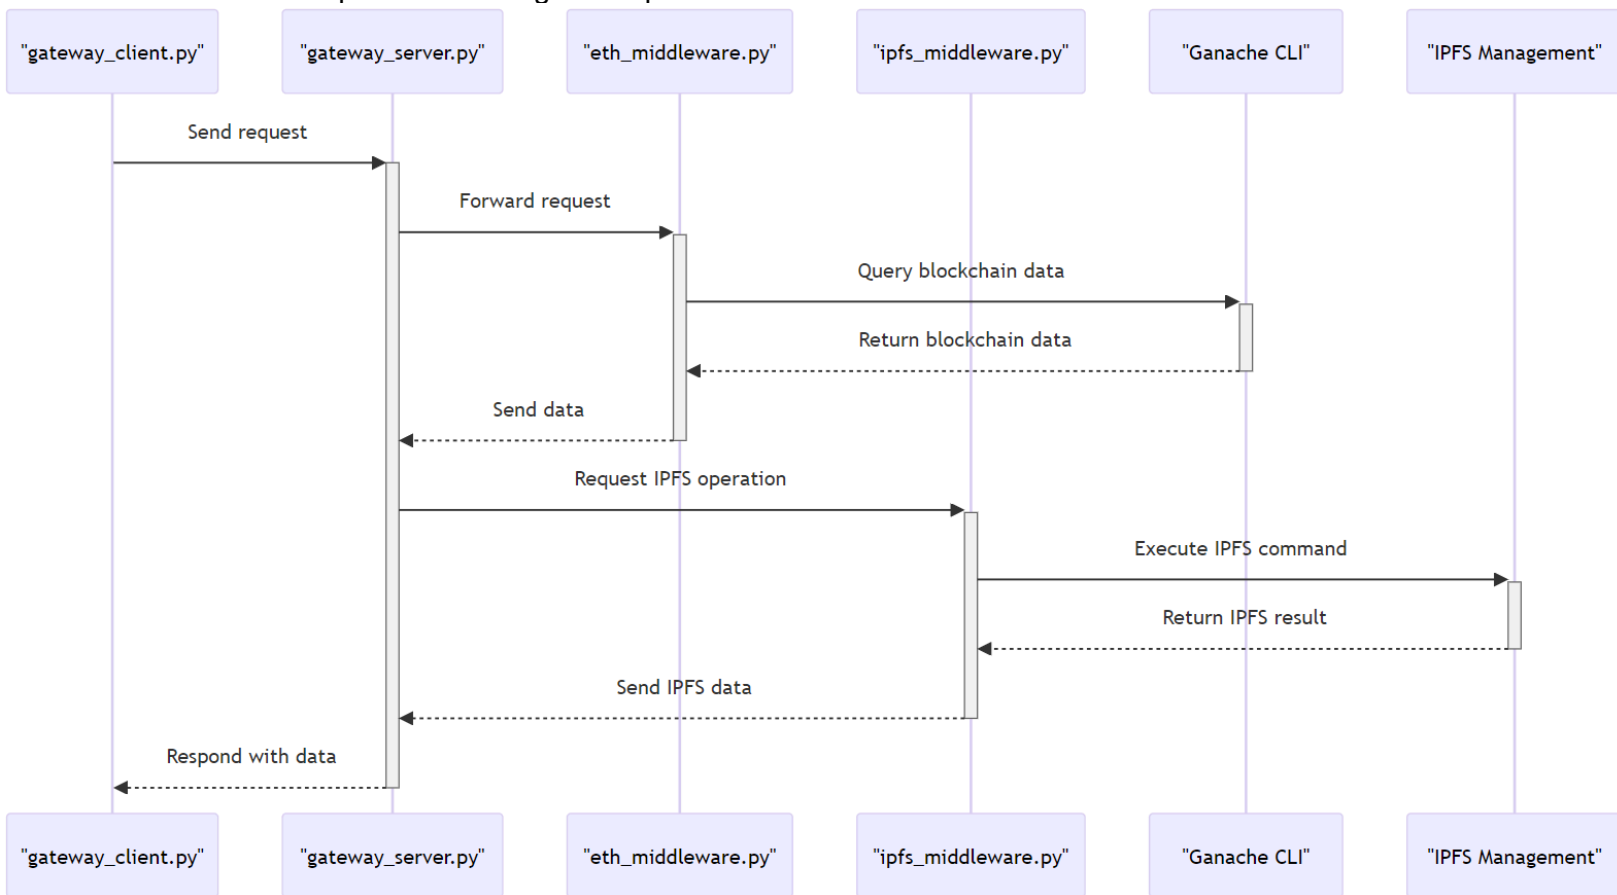 "gateway_client.py" "gateway_server.py" "eth_middleware.py" "ipfs_middleware.py" "Ganache CLI" "IPFS Management"
Send request
Forward request
Query blockchain data
Return blockchain data
Send data
Request IPFS operation
Execute IPFS command
Return IPFS result
Send IPFS data
Respond with data
"gateway_client.py" "gateway_server.py" "eth_middleware.py" "ipfs_middleware.py" "Ganache CLI" "IPFS Management"